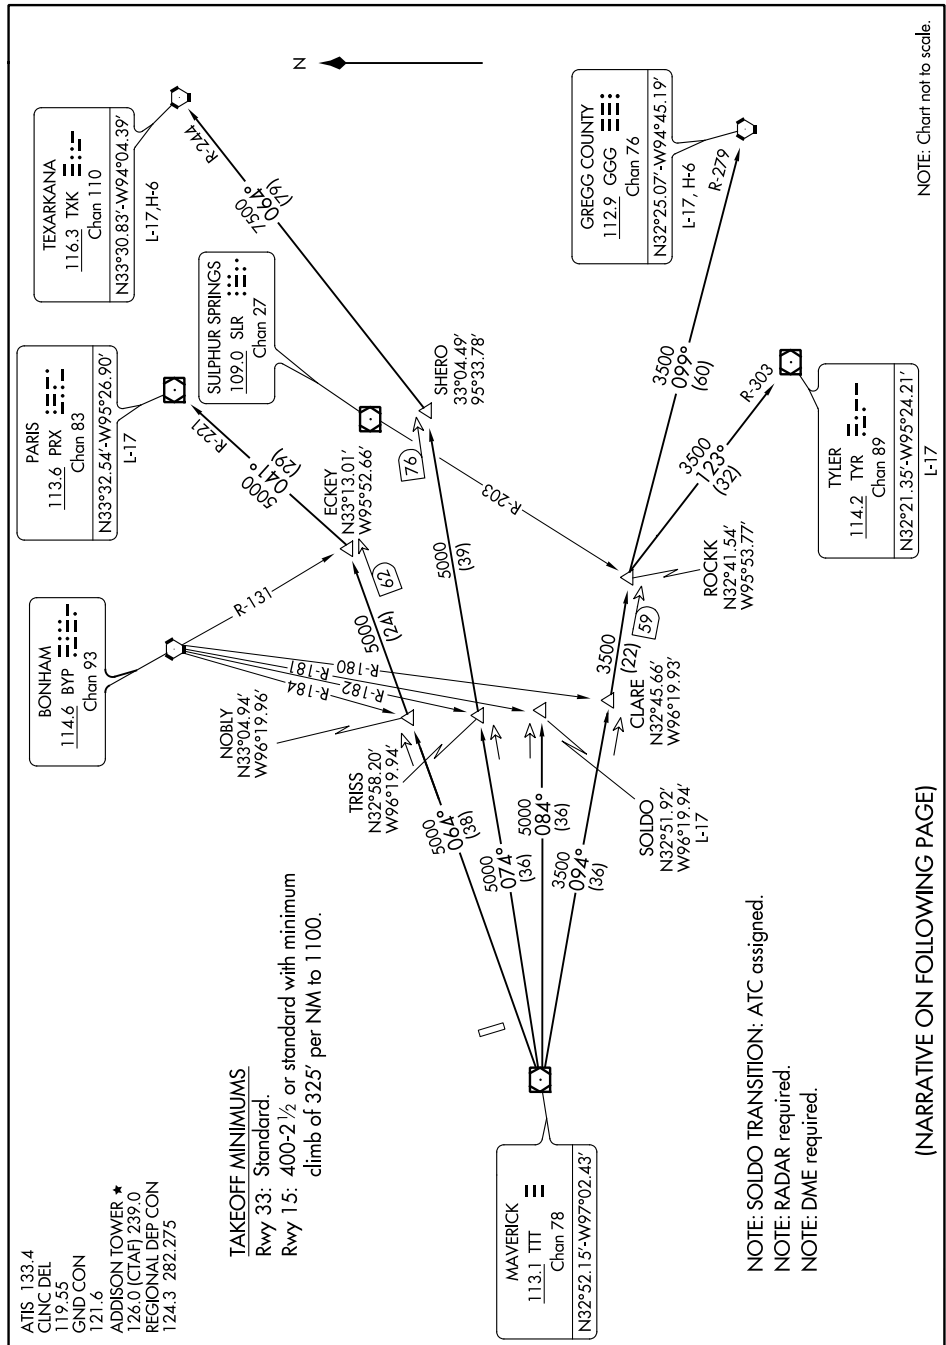 ATIS 133.4
CLNC DEL
119.55
GND CON
121.6
ADDISON TOWER ★
126.0 (CTAF) 239.0
REGIONAL DEP CON
124.3 282.275
TAKEOFF MINIMUMS
Rwy 33: Standard.
Rwy 15: 400-2½ or standard with minimum
climb of 325' per NM to 1100.
BONHAM
114.6 BYP
Chan 93
PARIS
113.6 PRX
Chan 83
N33°32.54'-W95°26.90'
L-17
TEXARKANA
116.3 TXK
Chan 110
N33°30.83'-W94°04.39'
L-17,H-6
SULPHUR SPRINGS
109.0 SLR
Chan 27
N
R-244
7500
064°
(79)
R-221
5000
041°
(29)
ECKEY
N33°13.01'
W95°52.66'
R-131
62
5000
(24)
R-184
R-182
R-181
R-180
NOBLY
N33°04.94'
W96°19.96'
TRISS
N32°58.20'
W96°19.94'
SHERO
33°04.49'
95°33.78'
76
5000
(39)
R-203
5000
064°
(38)
5000
074°
(36)
5000
084°
(36)
3500
094°
(36)
SOLDO
N32°51.92'
W96°19.94'
L-17
CLARE
N32°45.66'
W96°19.93'
3500
(22)
59
ROCKK
N32°41.54'
W95°53.77'
3500
099°
(60)
R-279
3500
123°
(32)
R-303
GREGG COUNTY
112.9 GGG
Chan 76
N32°25.07'-W94°45.19'
L-17, H-6
TYLER
114.2 TYR
Chan 89
N32°21.35'-W95°24.21'
L-17
MAVERICK
113.1 TTT
Chan 78
N32°52.15'-W97°02.43'
NOTE: SOLDO TRANSITION: ATC assigned.
NOTE: RADAR required.
NOTE: DME required.
NOTE: Chart not to scale.
(NARRATIVE ON FOLLOWING PAGE)